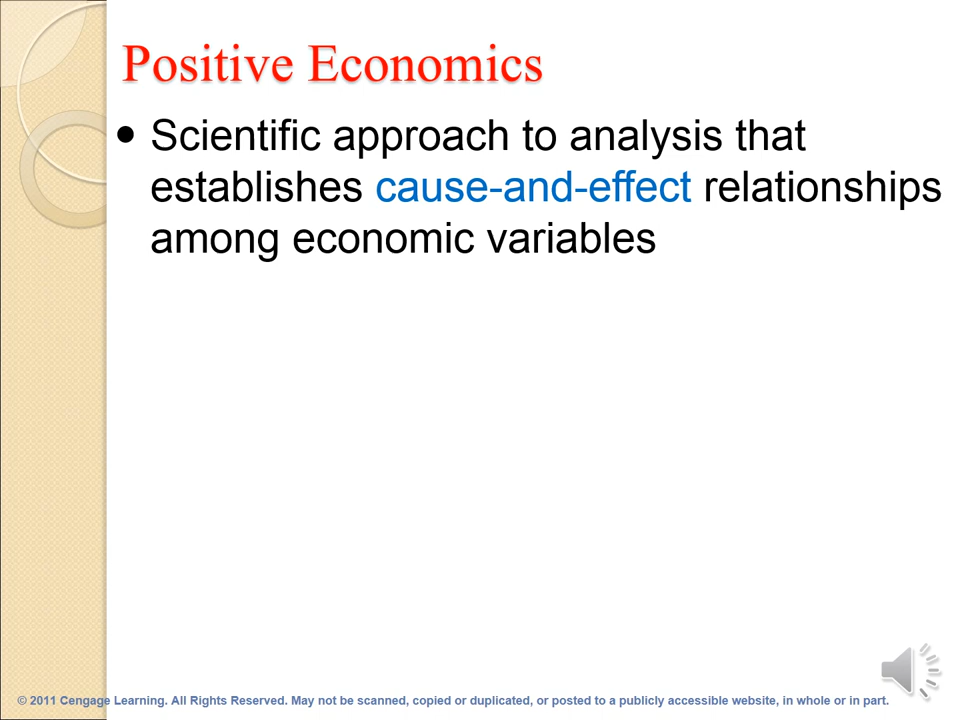 Positive Economics
• Scientific approach to analysis that
establishes cause-and-effect relationships
among economic variables
© 2011 Cengage Learning. All Rights Reserved. May not be scanned, copied or duplicated, or posted to a publicly accessible website, in whole or in part.